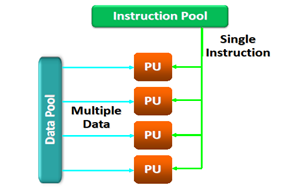 Instruction Pool
Single
Instruction
PU
Data Pool
Multiple
Data
PU
PU
PU